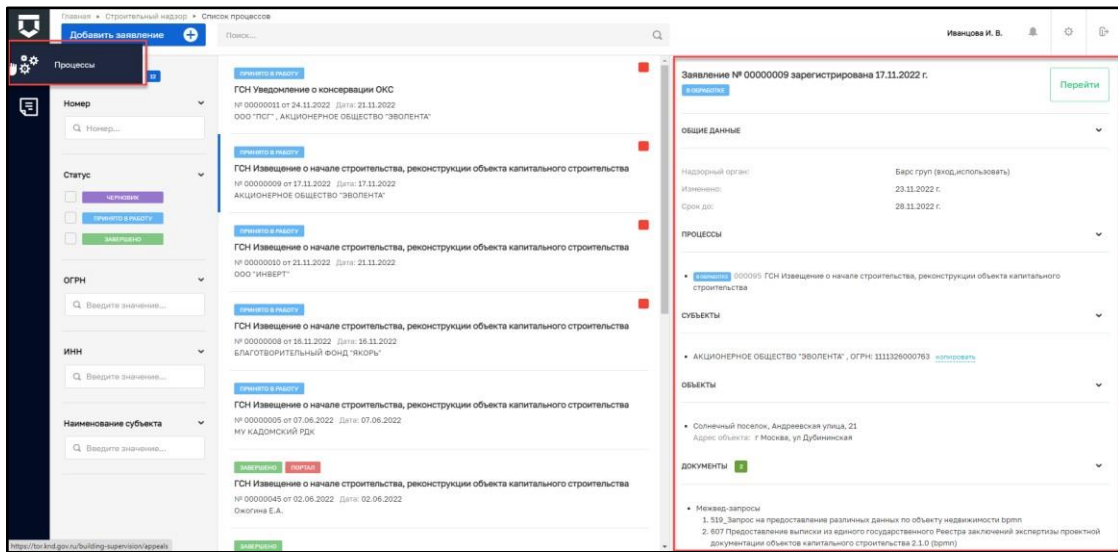 Главная ▸ Строительный надзор ▸ Список процессов
Добавить заявление
Поиск...
Иванцова И. В.
Процессы
12
Номер
Номер...
Статус
ЧЕРНОВИК
ПРИНЯТО В РАБОТУ
ЗАВЕРШЕНО
ОГРН
Введите значение...
ИНН
Введите значение...
Наименование субъекта
Введите значение...
https://tor.knd.gov.ru/building-supervision/appeals
ПРИНЯТО В РАБОТУ
ГСН Уведомление о консервации ОКС
№ 00000011 от 24.11.2022 Дата: 21.11.2022
ООО "ПСГ" , АКЦИОНЕРНОЕ ОБЩЕСТВО "ЭВОЛЕНТА"
ПРИНЯТО В РАБОТУ
ГСН Извещение о начале строительства, реконструкции объекта капитального строительства
№ 00000009 от 17.11.2022 Дата: 17.11.2022
АКЦИОНЕРНОЕ ОБЩЕСТВО "ЭВОЛЕНТА"
ПРИНЯТО В РАБОТУ
ГСН Извещение о начале строительства, реконструкции объекта капитального строительства
№ 00000010 от 21.11.2022 Дата: 21.11.2022
ООО "ИНВЕРТ"
ПРИНЯТО В РАБОТУ
ГСН Извещение о начале строительства, реконструкции объекта капитального строительства
№ 00000008 от 16.11.2022 Дата: 16.11.2022
БЛАГОТВОРИТЕЛЬНЫЙ ФОНД "ЯКОРЬ"
ПРИНЯТО В РАБОТУ
ГСН Извещение о начале строительства, реконструкции объекта капитального строительства
№ 00000005 от 07.06.2022 Дата: 07.06.2022
МУ КАДОМСКИЙ РДК
ЗАВЕРШЕНО ПОРТАЛ
ГСН Извещение о начале строительства, реконструкции объекта капитального строительства
№ 00000045 от 02.06.2022 Дата: 02.06.2022
Ожогина Е.А.
ЗАВЕРШЕНО
Заявление № 00000009 зарегистрирована 17.11.2022 г.
В ОБРАБОТКЕ
Перейти
ОБЩИЕ ДАННЫЕ
Надзорный орган: Барс груп (вход,использовать)
Изменено: 23.11.2022 г.
Срок до: 28.11.2022 г.
ПРОЦЕССЫ
• В ОБРАБОТКЕ 000095 ГСН Извещение о начале строительства, реконструкции объекта капитального
строительства
СУБЪЕКТЫ
• АКЦИОНЕРНОЕ ОБЩЕСТВО "ЭВОЛЕНТА" , ОГРН: 1111326000763 копировать
ОБЪЕКТЫ
• Солнечный поселок, Андреевская улица, 21
Адрес объекта: г Москва, ул Дубининская
ДОКУМЕНТЫ 3
• Межвед-запросы
1. 519_Запрос на предоставление различных данных по объекту недвижимости bpmn
2. 607 Предоставление выписки из единого государственного Реестра заключений экспертизы проектной
документации объектов капитального строительства 2.1.0 (bpmn)